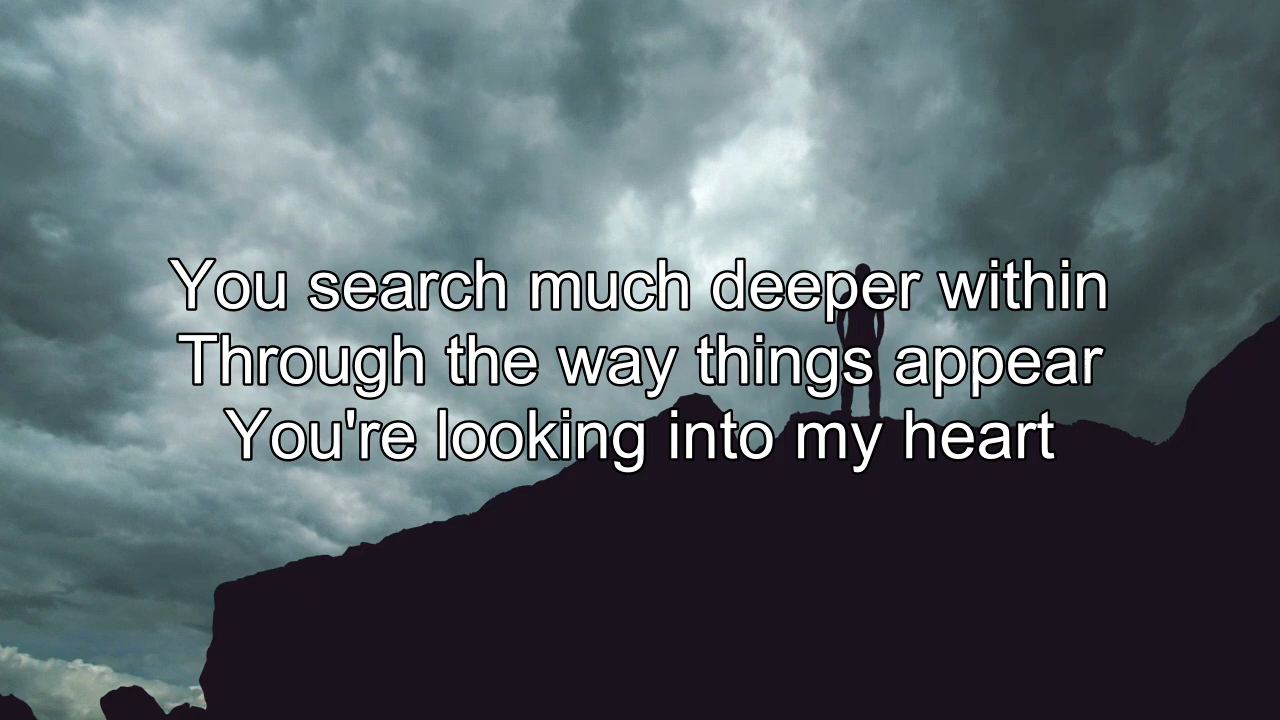 You search much deeper within
Through the way things appear
You're looking into my heart